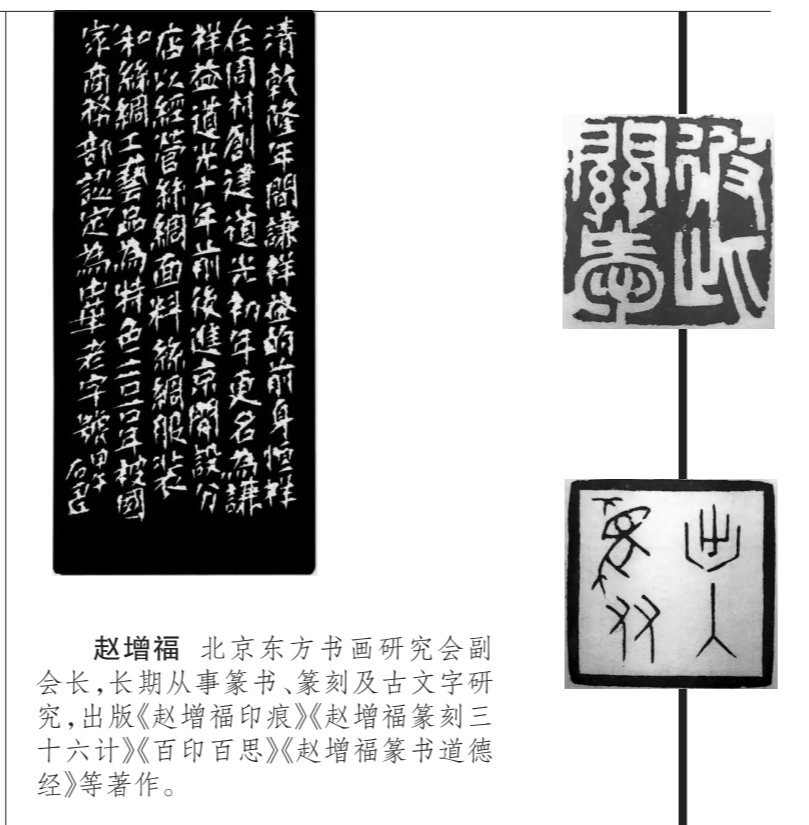 清乾隆年間謙祥益的前身恒祥
在周村創建道光初年更名為謙
祥益道光十年前後進京開設分
店以經營絲綢面料絲綢服裝
和絲綢工藝品為特色二〇一〇年被國
家商務部認定為中華老字號甲午
赵增福 北京东方书画研究会副
会长，长期从事篆书、篆刻及古文字研
究，出版《赵增福印痕》《赵增福篆刻三
十六计》《百印百思》《赵增福篆书道德
经》等著作。